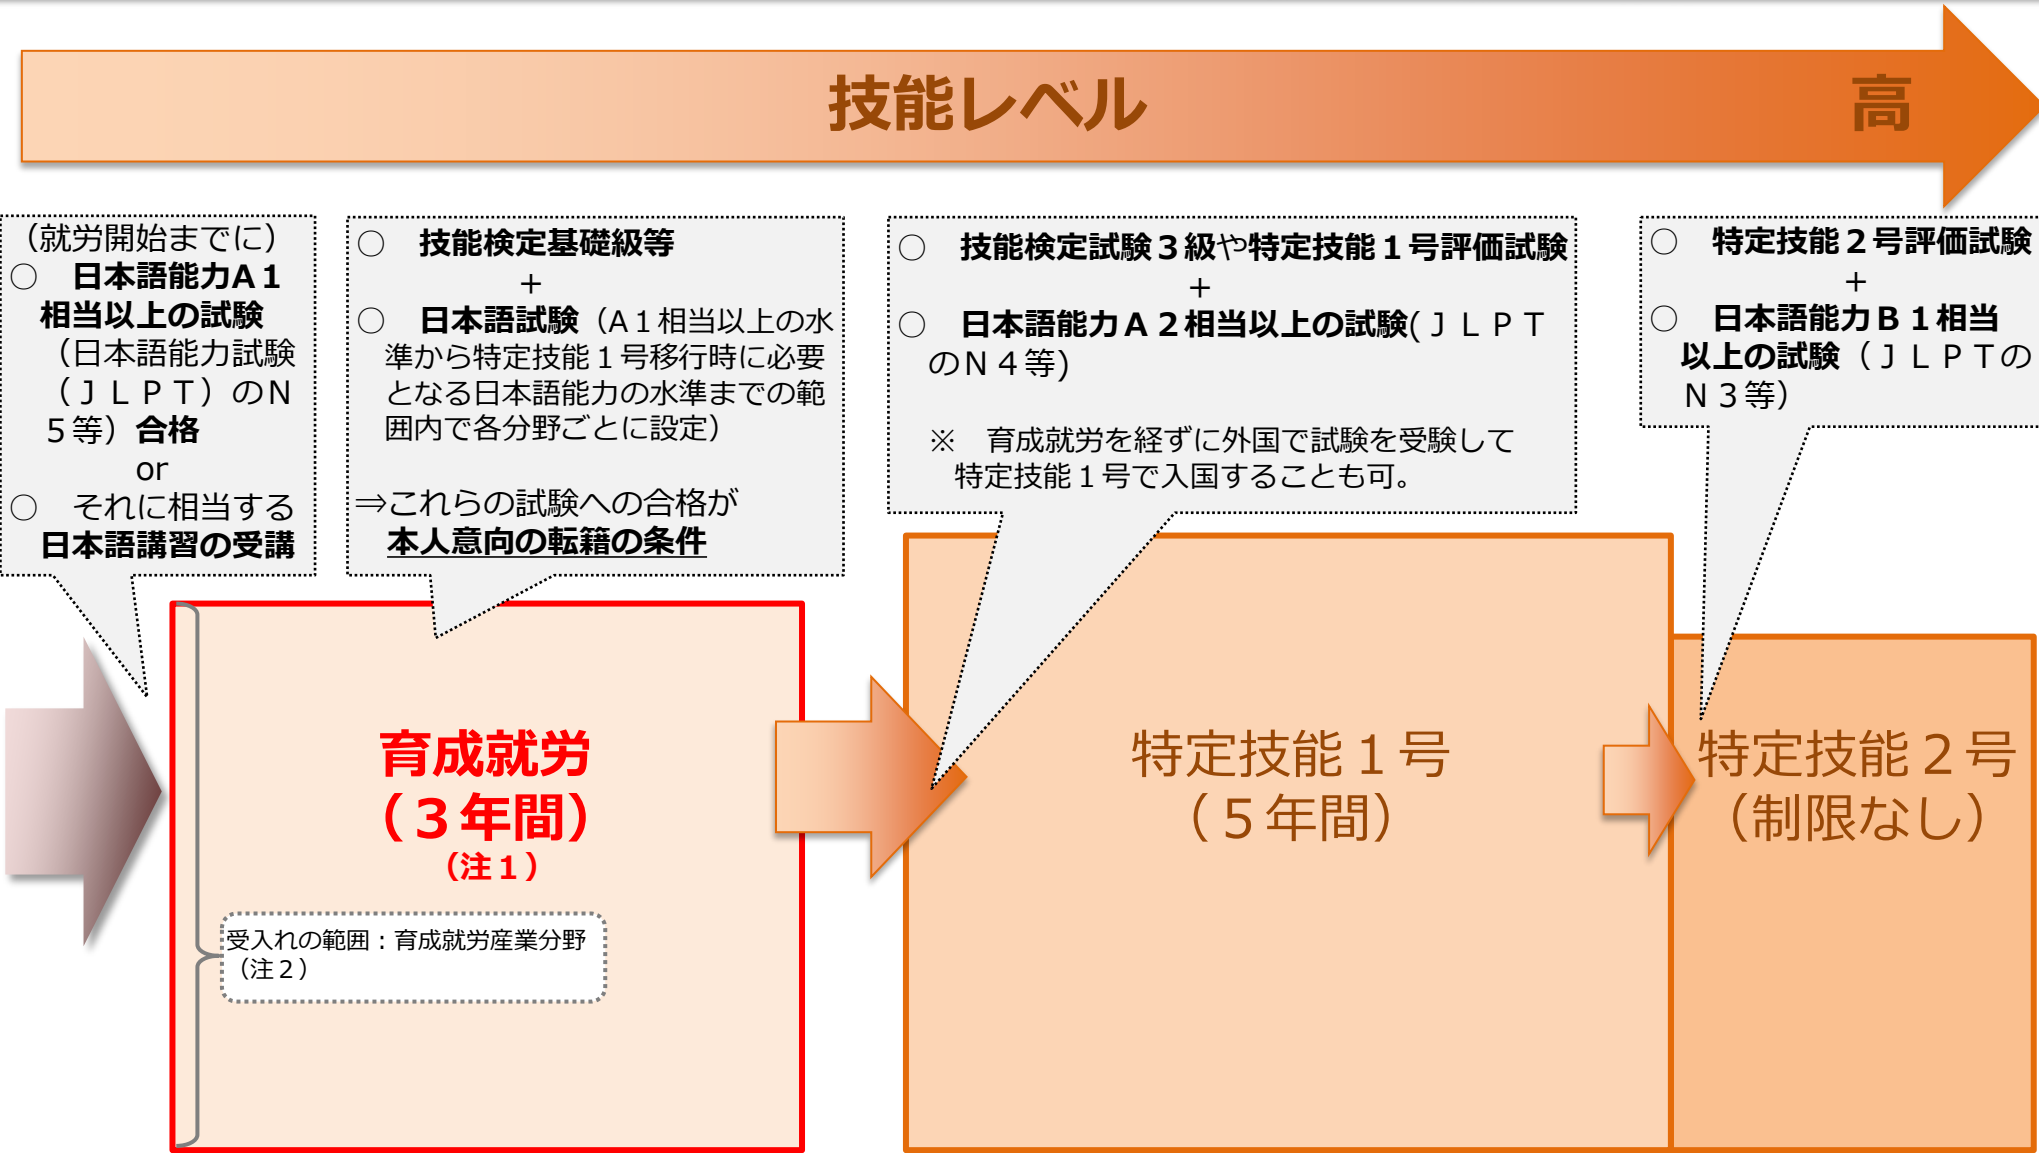 技能レベル
高
（就労開始までに）
○　日本語能力A１
相当以上の試験
（日本語能力試験
（ＪＬＰＴ）のN
５等）合格
or
○　それに相当する
日本語講習の受講
○　技能検定基礎級等
＋
○　日本語試験（A１相当以上の水
準から特定技能１号移行時に必要
となる日本語能力の水準までの範
囲内で各分野ごとに設定）
⇒これらの試験への合格が
本人意向の転籍の条件
○　技能検定試験３級や特定技能１号評価試験
＋
○　日本語能力Ａ２相当以上の試験(ＪＬＰＴ
のＮ４等)
※　育成就労を経ずに外国で試験を受験して
特定技能１号で入国することも可。
○　特定技能２号評価試験
＋
○　日本語能力Ｂ１相当
以上の試験（ＪＬＰＴの
Ｎ３等）
育成就労
（３年間）
（注１）
受入れの範囲：育成就労産業分野
（注２）
特定技能１号
（５年間）
特定技能２号
（制限なし）